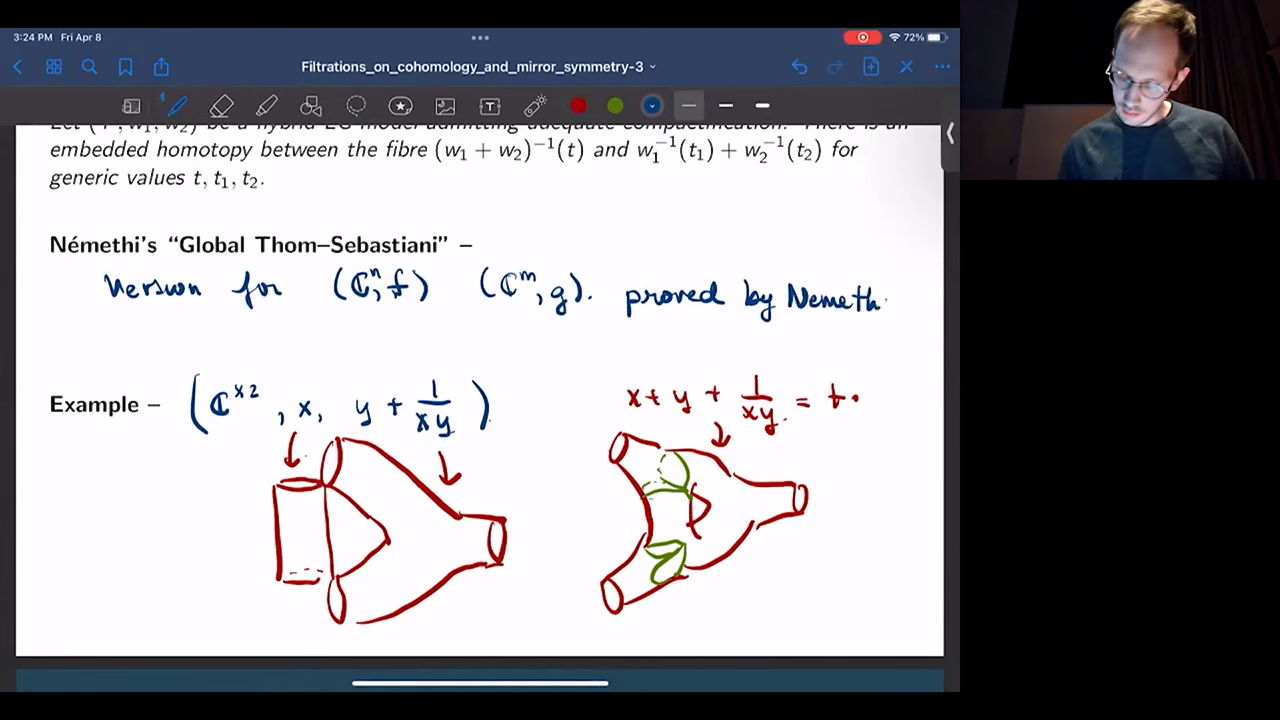 3:24 PM Fri Apr 8
72%
Filtrations_on_cohomology_and_mirror_symmetry-3
embedded homotopy between the fibre (w₁ + w₂)⁻¹(t) and w₁⁻¹(t₁) + w₂⁻¹(t₂) for
generic values t, t₁, t₂.
Némethi's “Global Thom–Sebastiani” –
Version for (ℂⁿ, f) (ℂᵐ, g). proved by Nemeth.
Example – (ℂ^{×2}, x, y + 1/xy) x + y + 1/xy = t.